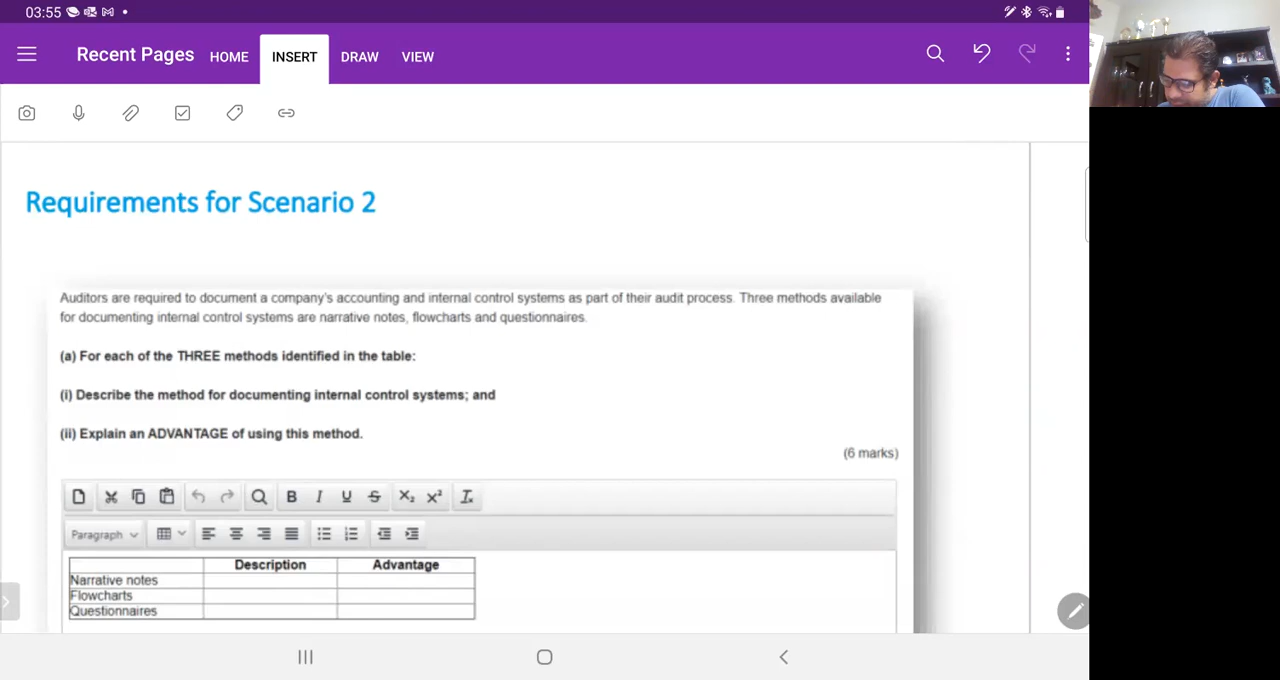 03:55
Recent Pages HOME INSERT DRAW VIEW
Requirements for Scenario 2
Auditors are required to document a company's accounting and internal control systems as part of their audit process. Three methods available
for documenting internal control systems are narrative notes, flowcharts and questionnaires.
(a) For each of the THREE methods identified in the table:
(i) Describe the method for documenting internal control systems; and
(ii) Explain an ADVANTAGE of using this method.
(6 marks)
B I U S X₂ X² Tx
Paragraph
Description Advantage
Narrative notes
Flowcharts
Questionnaires